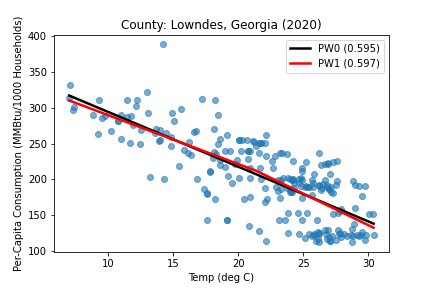 County: Lowndes, Georgia (2020)
PW0 (0.595)
PW1 (0.597)
Per-Capita Consumption (MMBtu/1000 Households)
400
350
300
250
200
150
100
10
15
20
25
30
Temp (deg C)